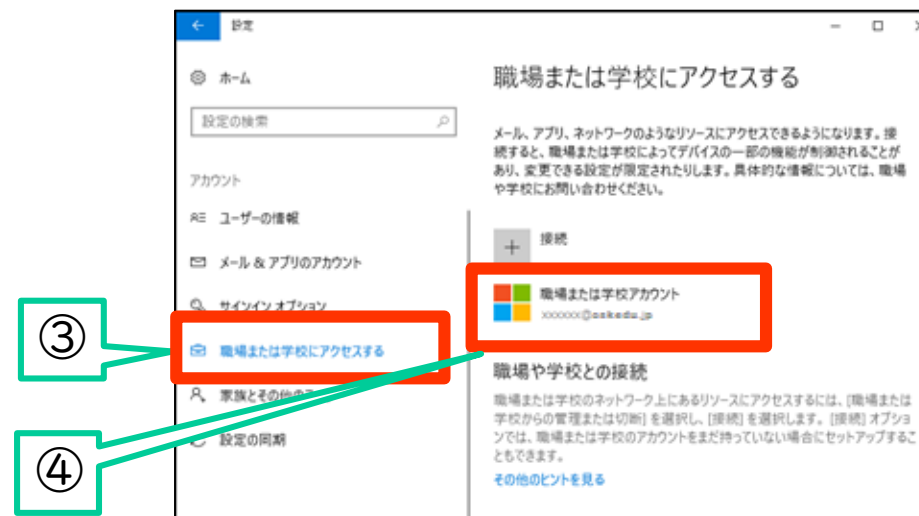 設定
ホーム
設定の検索
アカウント
ユーザーの情報
メール & アプリのアカウント
サインイン オプション
③
職場または学校にアクセスする
家族とその他の
④
設定の同期
職場または学校にアクセスする
メール、アプリ、ネットワークのようなリソースにアクセスできるようになります。接
続すると、職場または学校によってデバイスの一部の機能が制御されることが
あり、変更できる設定が限定されたりします。具体的な情報については、職場
や学校にお問い合わせください。
接続
職場または学校アカウント
xxxxxx@oskedu.jp
職場や学校との接続
職場または学校のネットワーク上にあるリソースにアクセスするには、[職場または
学校からの管理または切断] を選択し、[接続] を選択します。[接続] オプショ
ンでは、職場または学校のアカウントをまだ持っていない場合にセットアップするこ
ともできます。
その他のヒントを見る